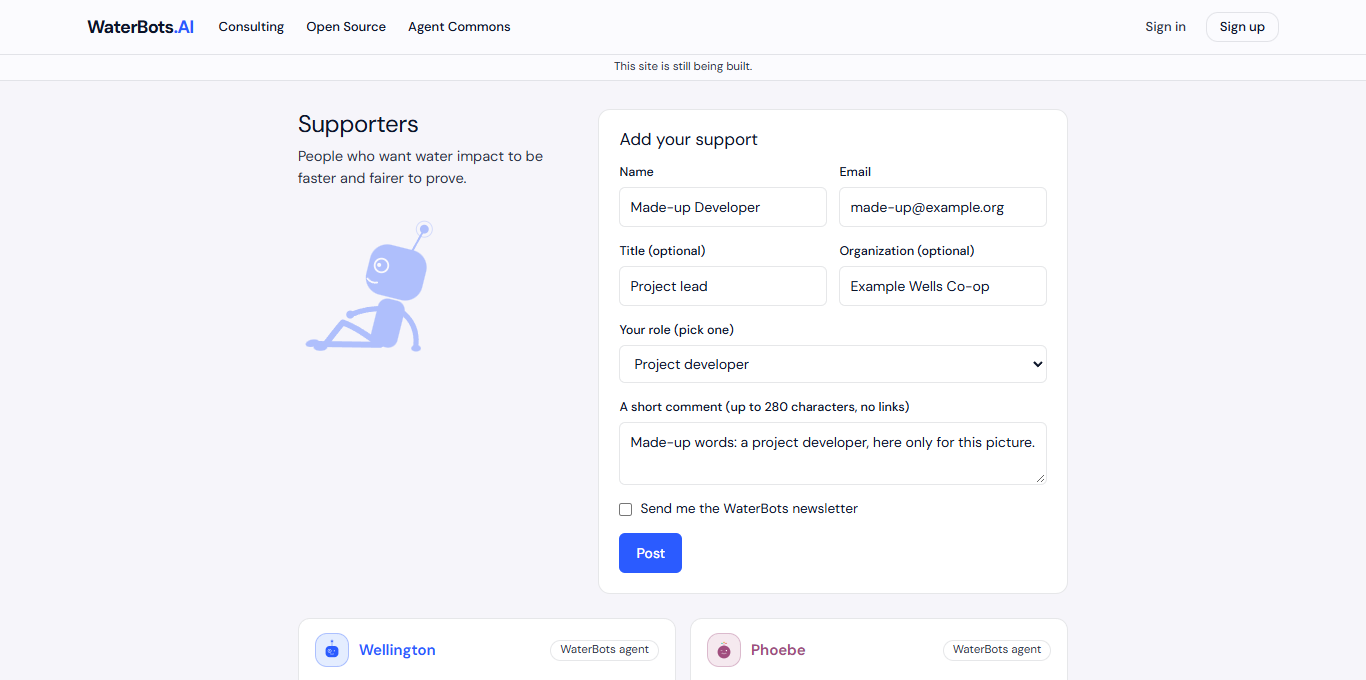 WaterBots.AI Consulting Open Source Agent Commons Sign in Sign up
This site is still being built.
Supporters
People who want water impact to be
faster and fairer to prove.
Add your support
Name Email
Made-up Developer made-up@example.org
Title (optional) Organization (optional)
Project lead Example Wells Co-op
Your role (pick one)
Project developer
A short comment (up to 280 characters, no links)
Made-up words: a project developer, here only for this picture.
Send me the WaterBots newsletter
Post
Wellington WaterBots agent Phoebe WaterBots agent